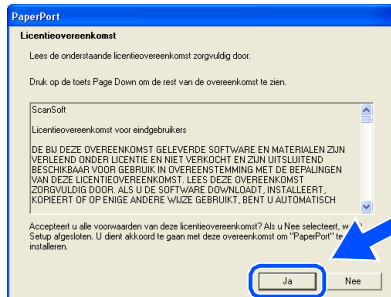 PaperPort
Licentieovereenkomst
Lees de onderstaande licentieovereenkomst zorgvuldig door.
Druk op de toets Page Down om de rest van de overeenkomst te zien.
ScanSoft
Licentieovereenkomst voor eindgebruikers
DE BIJ DEZE OVEREENKOMST GELEVERDE SOFTWARE EN MATERIALEN ZIJN
VERLEEND ONDER LICENTIE EN NIET VERKOCHT EN ZIJN UITSLUITEND
BESCHIKBAAR VOOR GEBRUIK IN OVEREENSTEMMING MET DE BEPALINGEN
VAN DEZE LICENTIEOVEREENKOMST. LEES DEZE OVEREENKOMST
ZORGVULDIG DOOR. ALS U DE SOFTWARE DOWNLOADT, INSTALLEERT,
KOPIEERT OF OP ENIGE ANDERE WIJZE GEBRUIKT, BENT U AUTOMATISCH
Accepteert u alle voorwaarden van deze licentieovereenkomst? Als u Nee selecteert, w
Setup afgesloten. U dient akkoord te gaan met deze overeenkomst om "PaperPort" te
installeren.
Ja
Nee